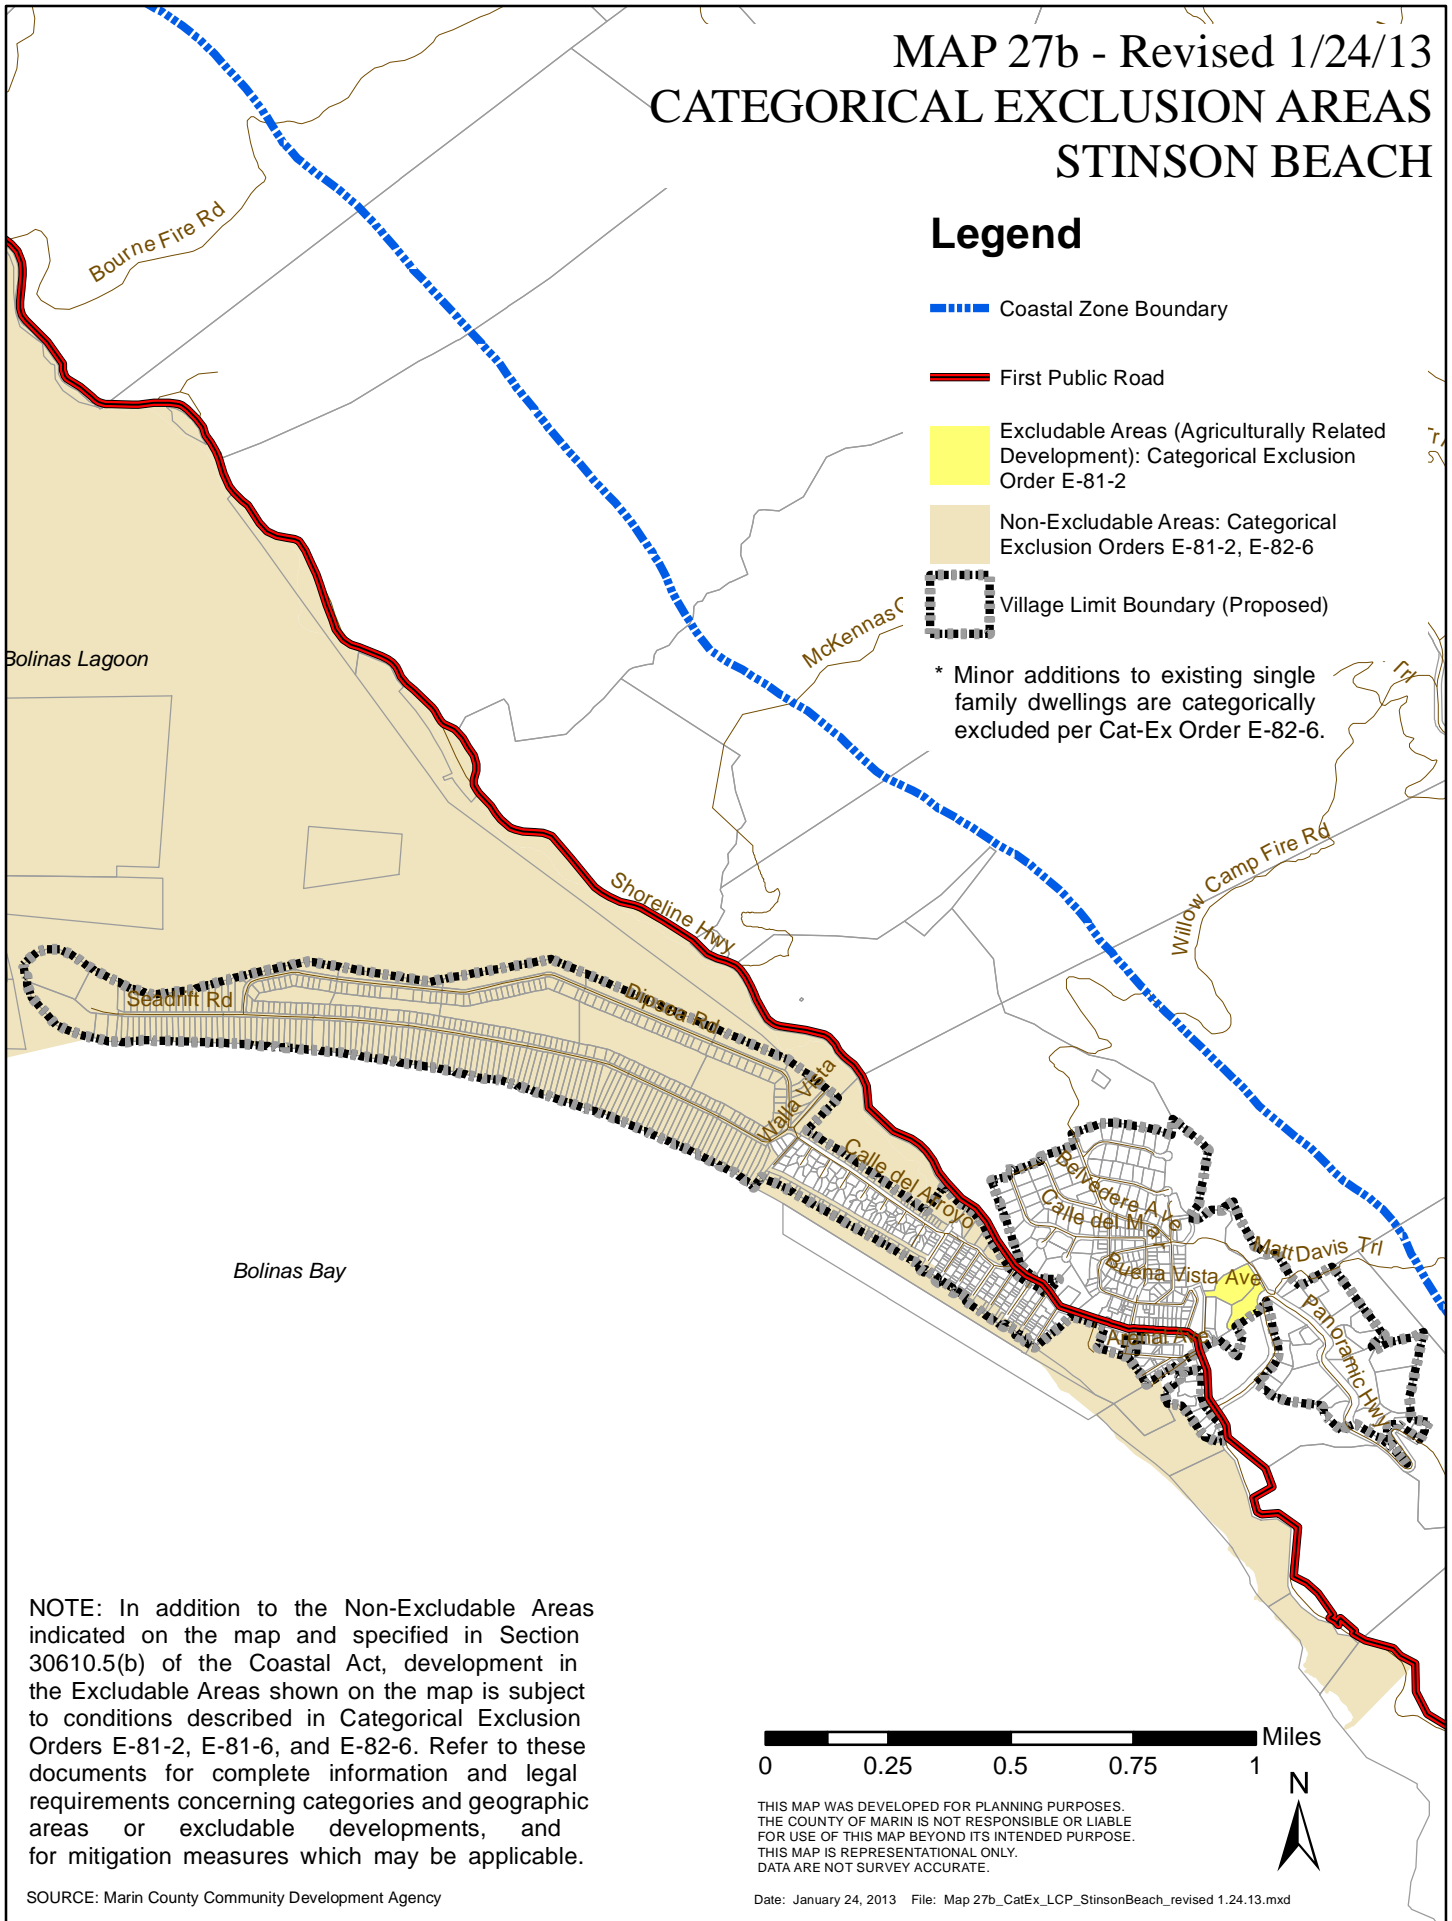 MAP 27b - Revised 1/24/13
CATEGORICAL EXCLUSION AREAS
STINSON BEACH
Legend
Coastal Zone Boundary
First Public Road
Excludable Areas (Agriculturally Related
Development): Categorical Exclusion
Order E-81-2
Non-Excludable Areas: Categorical
Exclusion Orders E-81-2, E-82-6
Village Limit Boundary (Proposed)
* Minor additions to existing single
family dwellings are categorically
excluded per Cat-Ex Order E-82-6.
Bourne Fire Rd
Trl
McKennas
Bolinas Lagoon
Trl
Willow Camp Fire Rd
Shoreline Hwy
Seadrift Rd
Dipsea Rd
Walla Vista
Calle del Arroyo
Belvedere Ave
Calle del Mar
Buena Vista Ave
Matt Davis Trl
Panoramic Hwy
Arenal Ave
Bolinas Bay
NOTE: In addition to the Non-Excludable Areas
indicated on the map and specified in Section
30610.5(b) of the Coastal Act, development in
the Excludable Areas shown on the map is subject
to conditions described in Categorical Exclusion
Orders E-81-2, E-81-6, and E-82-6. Refer to these
documents for complete information and legal
requirements concerning categories and geographic
areas or excludable developments, and
for mitigation measures which may be applicable.
SOURCE: Marin County Community Development Agency
Miles
0 0.25 0.5 0.75 1
N
THIS MAP WAS DEVELOPED FOR PLANNING PURPOSES.
THE COUNTY OF MARIN IS NOT RESPONSIBLE OR LIABLE
FOR USE OF THIS MAP BEYOND ITS INTENDED PURPOSE.
THIS MAP IS REPRESENTATIONAL ONLY.
DATA ARE NOT SURVEY ACCURATE.
Date: January 24, 2013 File: Map 27b_CatEx_LCP_StinsonBeach_revised 1.24.13.mxd